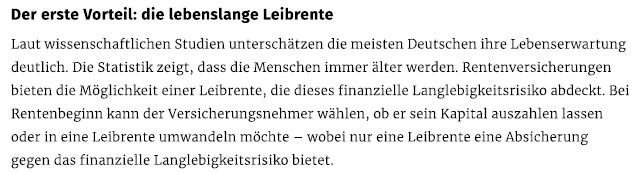 Der erste Vorteil: die lebenslange Leibrente
Laut wissenschaftlichen Studien unterschätzen die meisten Deutschen ihre Lebenserwartung
deutlich. Die Statistik zeigt, dass die Menschen immer älter werden. Rentenversicherungen
bieten die Möglichkeit einer Leibrente, die dieses finanzielle Langlebigkeitsrisiko abdeckt. Bei
Rentenbeginn kann der Versicherungsnehmer wählen, ob er sein Kapital auszahlen lassen
oder in eine Leibrente umwandeln möchte – wobei nur eine Leibrente eine Absicherung
gegen das finanzielle Langlebigkeitsrisiko bietet.